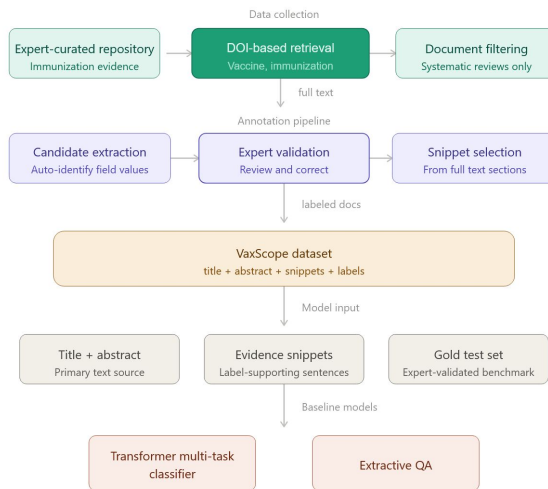 Data collection
Expert-curated repository
Immunization evidence
DOI-based retrieval
Vaccine, immunization
Document filtering
Systematic reviews only
full text
Annotation pipeline
Candidate extraction
Auto-identify field values
Expert validation
Review and correct
Snippet selection
From full text sections
labeled docs
VaxScope dataset
title + abstract + snippets + labels
Model input
Title + abstract
Primary text source
Evidence snippets
Label-supporting sentences
Gold test set
Expert-validated benchmark
Baseline models
Transformer multi-task
classifier
Extractive QA